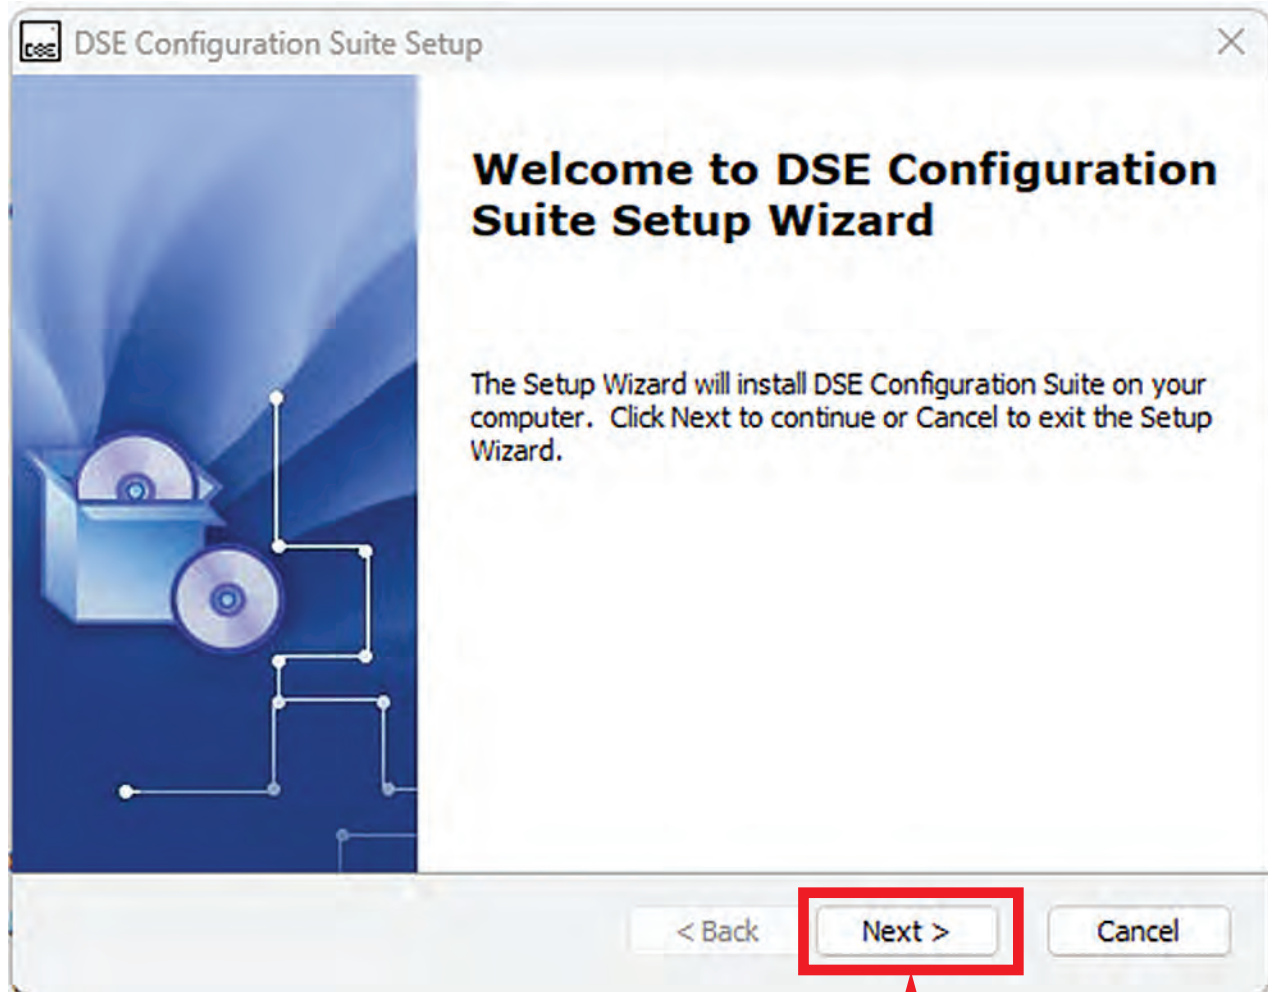 DSE DSE Configuration Suite Setup
Welcome to DSE Configuration
Suite Setup Wizard
The Setup Wizard will install DSE Configuration Suite on your
computer. Click Next to continue or Cancel to exit the Setup
Wizard.
< Back Next > Cancel